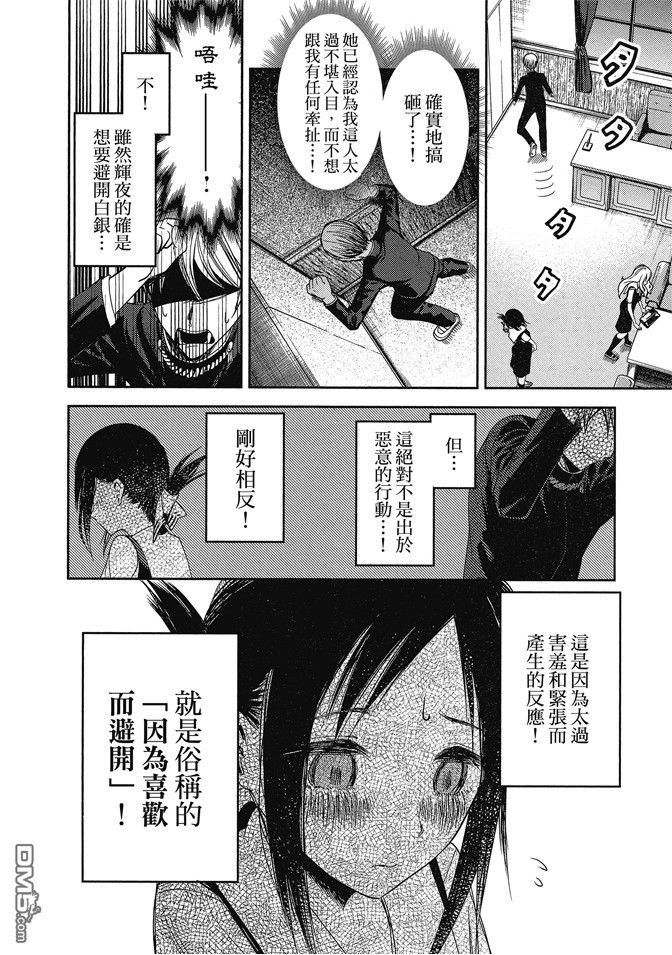 タタ
タタ
確實地搞
砸了…！
她已經認為我這人太
過不堪入目，而不想
跟我有任何牽扯…！
唔哇——！
不！
雖然輝夜的確是
想要避開白銀…
但…
這絕對不是出於
惡意的行動…！
剛好相反！
這是因為太過
害羞和緊張而
產生的反應！
就是俗稱的
「因為喜歡
而避開」！
DM5
.com